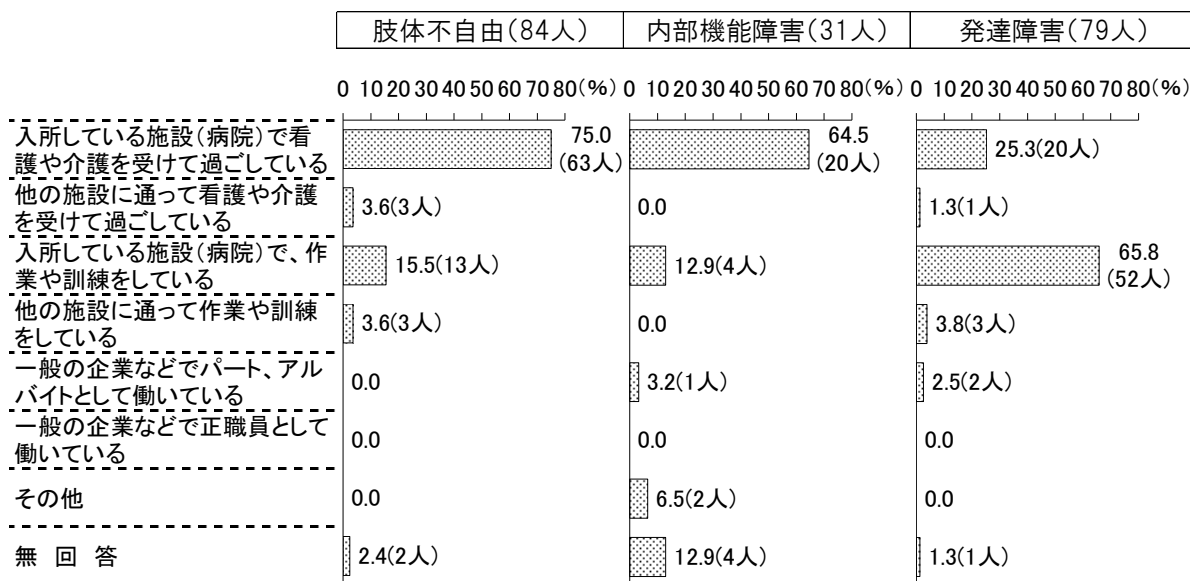 肢体不自由(84人) 内部機能障害(31人) 発達障害(79人)
0 10 20 30 40 50 60 70 80(%) 0 10 20 30 40 50 60 70 80(%) 0 10 20 30 40 50 60 70 80(%)
入所している施設(病院)で看
護や介護を受けて過ごしている
75.0
(63人)
64.5
(20人)
25.3(20人)
他の施設に通って看護や介護
を受けて過ごしている
3.6(3人) 0.0 1.3(1人)
入所している施設(病院)で、作
業や訓練をしている
15.5(13人) 12.9(4人)
65.8
(52人)
他の施設に通って作業や訓練
をしている
3.6(3人) 0.0 3.8(3人)
一般の企業などでパート、アル
バイトとして働いている
0.0 3.2(1人) 2.5(2人)
一般の企業などで正職員として
働いている
0.0 0.0 0.0
その他 0.0 6.5(2人) 0.0
無 回 答 2.4(2人) 12.9(4人) 1.3(1人)